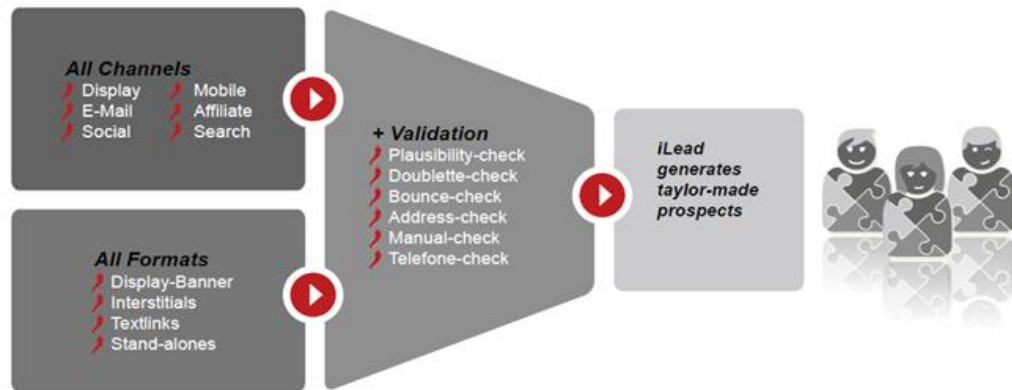 All Channels
Display
E-Mail
Social
Mobile
Affiliate
Search
All Formats
Display-Banner
Interstitials
Textlinks
Stand-alones
+ Validation
Plausibility-check
Doublette-check
Bounce-check
Address-check
Manual-check
Telefone-check
iLead
generates
taylor-made
prospects